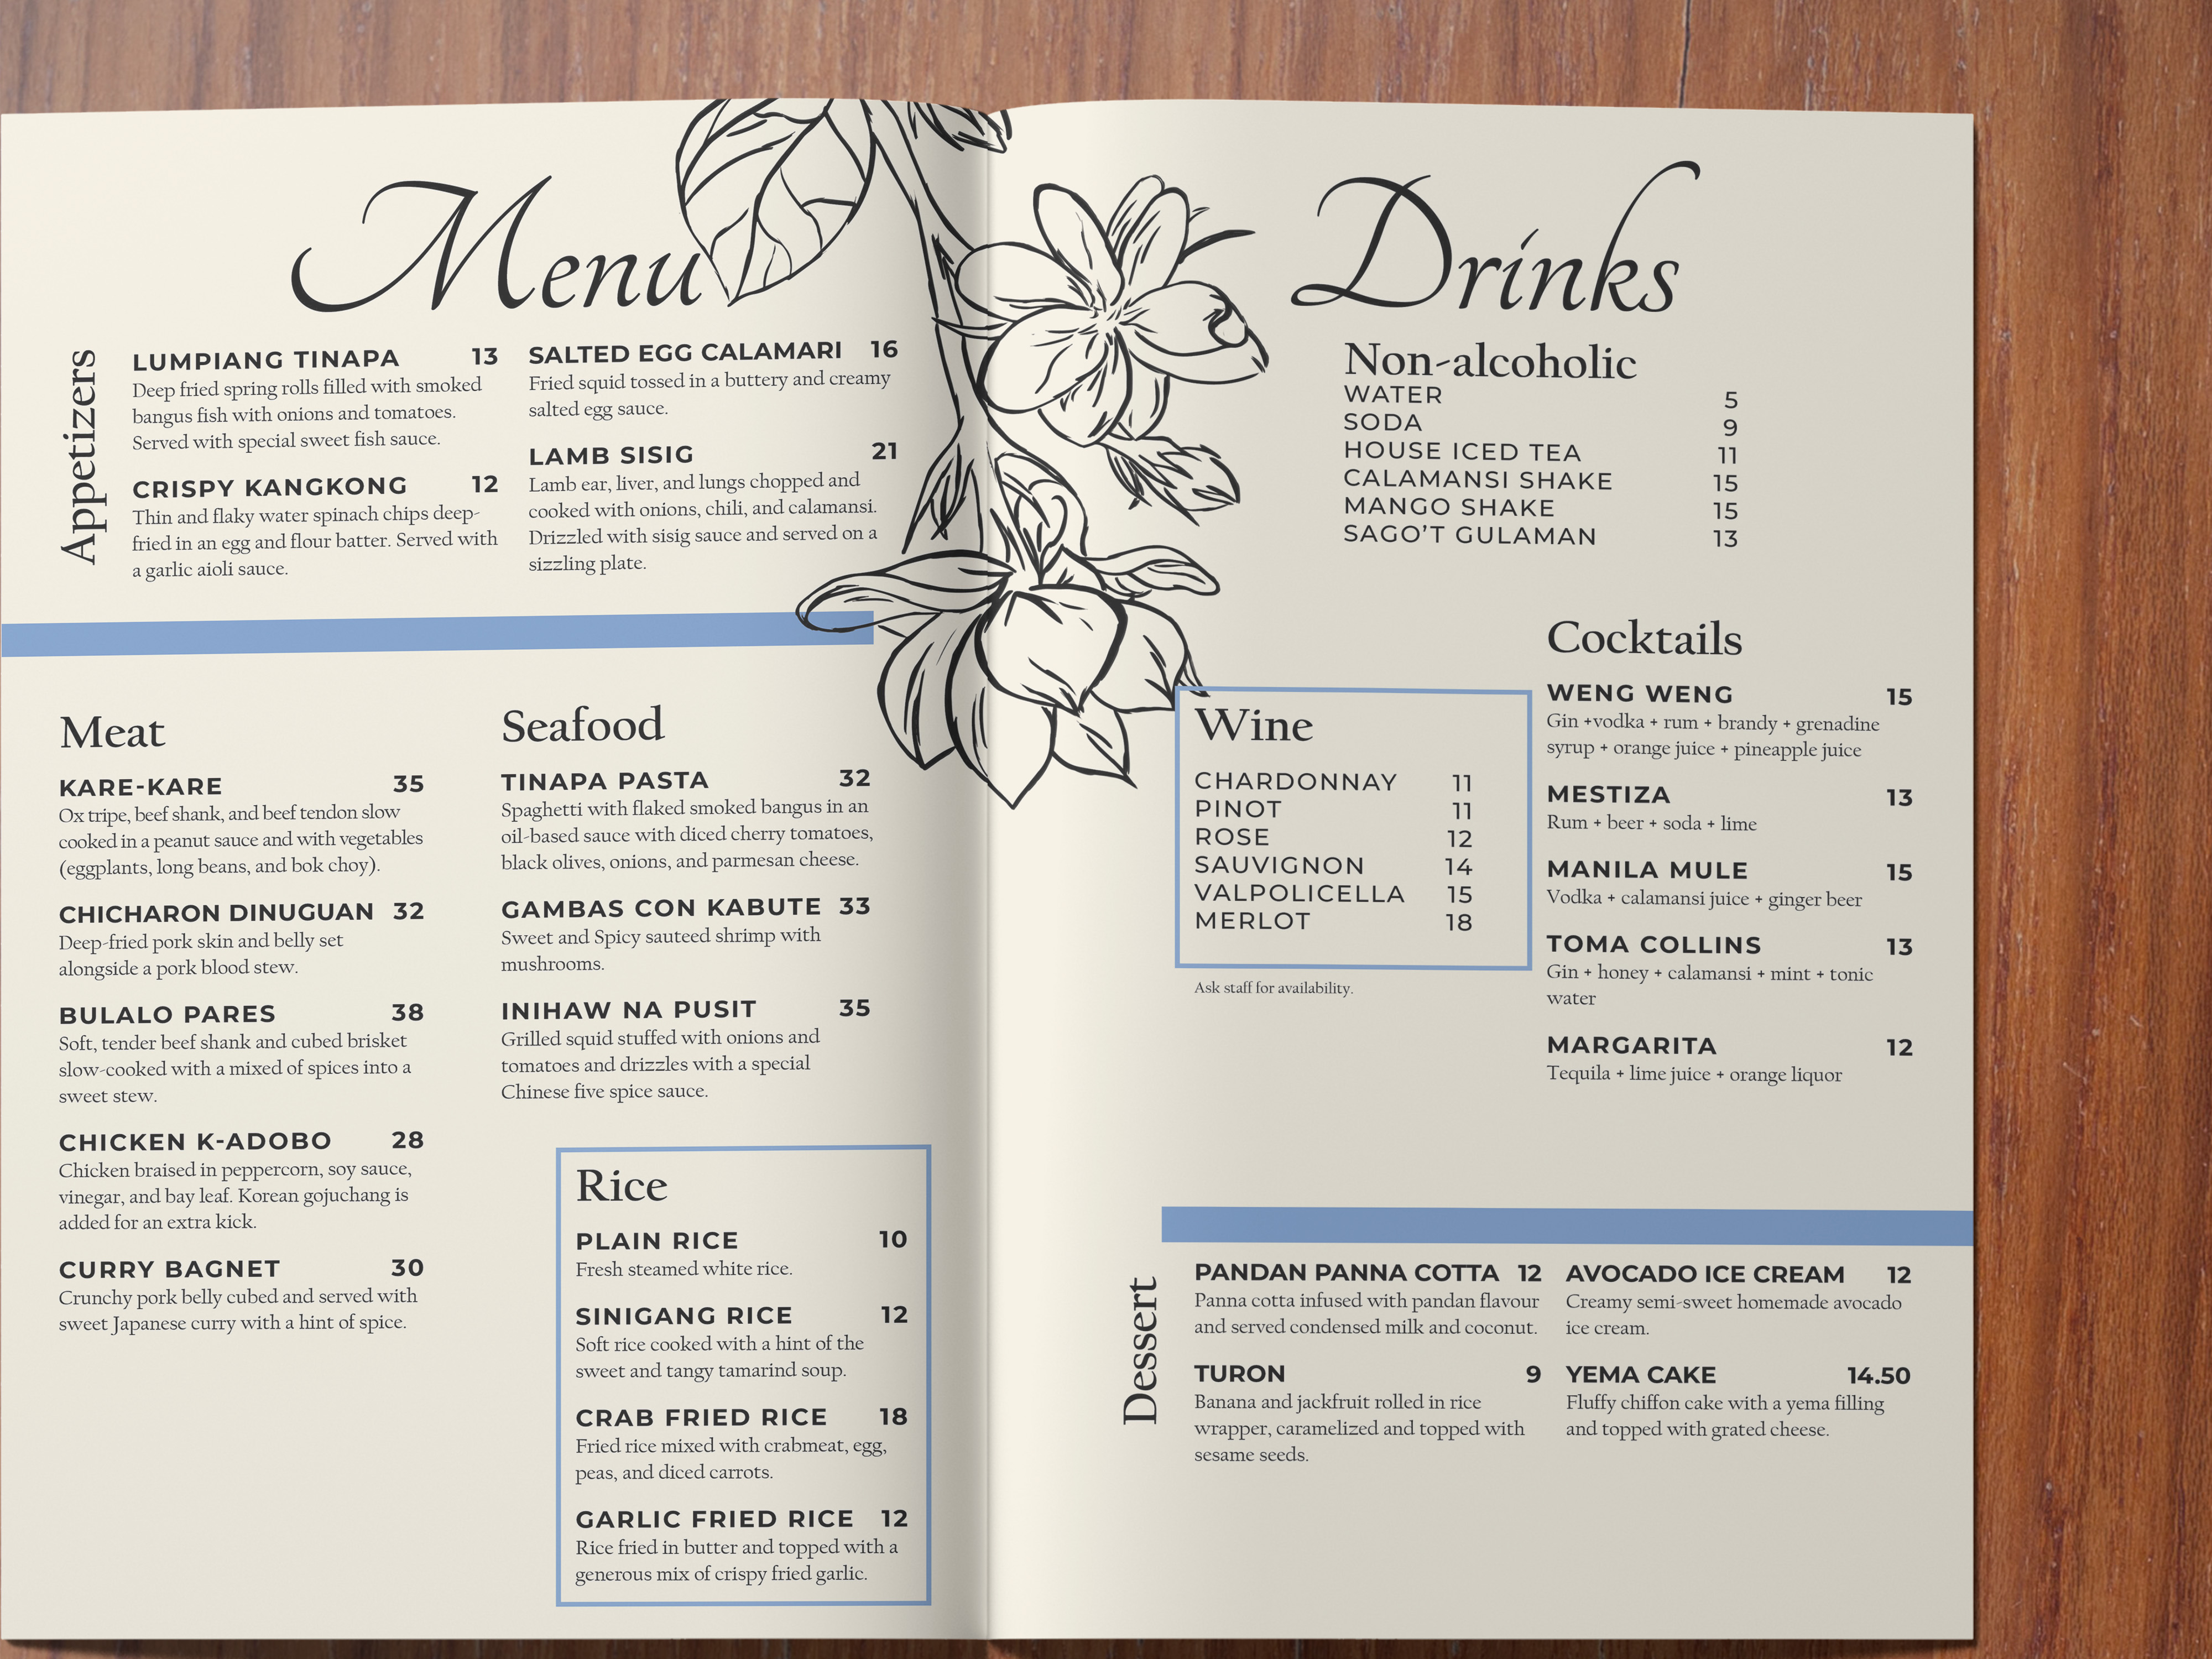 Menu
Appetizers
LUMPIANG TINAPA 13
Deep fried spring rolls filled with smoked
bangus fish with onions and tomatoes.
Served with special sweet fish sauce.
CRISPY KANGKONG 12
Thin and flaky water spinach chips deep-
fried in an egg and flour batter. Served with
a garlic aioli sauce.
SALTED EGG CALAMARI 16
Fried squid tossed in a buttery and creamy
salted egg sauce.
LAMB SISIG 21
Lamb ear, liver, and lungs chopped and
cooked with onions, chili, and calamansi.
Drizzled with sisig sauce and served on a
sizzling plate.
Meat
KARE-KARE 35
Ox tripe, beef shank, and beef tendon slow
cooked in a peanut sauce and with vegetables
(eggplants, long beans, and bok choy).
CHICHARON DINUGUAN 32
Deep-fried pork skin and belly set
alongside a pork blood stew.
BULALO PARES 38
Soft, tender beef shank and cubed brisket
slow-cooked with a mixed of spices into a
sweet stew.
CHICKEN K-ADOBO 28
Chicken braised in peppercorn, soy sauce,
vinegar, and bay leaf. Korean gojuchang is
added for an extra kick.
CURRY BAGNET 30
Crunchy pork belly cubed and served with
sweet Japanese curry with a hint of spice.
Seafood
TINAPA PASTA 32
Spaghetti with flaked smoked bangus in an
oil-based sauce with diced cherry tomatoes,
black olives, onions, and parmesan cheese.
GAMBAS CON KABUTE 33
Sweet and Spicy sauteed shrimp with
mushrooms.
INIHAW NA PUSIT 35
Grilled squid stuffed with onions and
tomatoes and drizzles with a special
Chinese five spice sauce.
Rice
PLAIN RICE 10
Fresh steamed white rice.
SINIGANG RICE 12
Soft rice cooked with a hint of the
sweet and tangy tamarind soup.
CRAB FRIED RICE 18
Fried rice mixed with crabmeat, egg,
peas, and diced carrots.
GARLIC FRIED RICE 12
Rice fried in butter and topped with a
generous mix of crispy fried garlic.
Drinks
Non-alcoholic
WATER 5
SODA 9
HOUSE ICED TEA 11
CALAMANSI SHAKE 15
MANGO SHAKE 15
SAGO'T GULAMAN 13
Wine
CHARDONNAY 11
PINOT 11
ROSE 12
SAUVIGNON 14
VALPOLICELLA 15
MERLOT 18
Ask staff for availability.
Cocktails
WENG WENG 15
Gin +vodka + rum + brandy + grenadine
syrup + orange juice + pineapple juice
MESTIZA 13
Rum + beer + soda + lime
MANILA MULE 15
Vodka + calamansi juice + ginger beer
TOMA COLLINS 13
Gin + honey + calamansi + mint + tonic
water
MARGARITA 12
Tequila + lime juice + orange liquor
Dessert
PANDAN PANNA COTTA 12
Panna cotta infused with pandan flavour
and served condensed milk and coconut.
TURON 9
Banana and jackfruit rolled in rice
wrapper, caramelized and topped with
sesame seeds.
AVOCADO ICE CREAM 12
Creamy semi-sweet homemade avocado
ice cream.
YEMA CAKE 14.50
Fluffy chiffon cake with a yema filling
and topped with grated cheese.